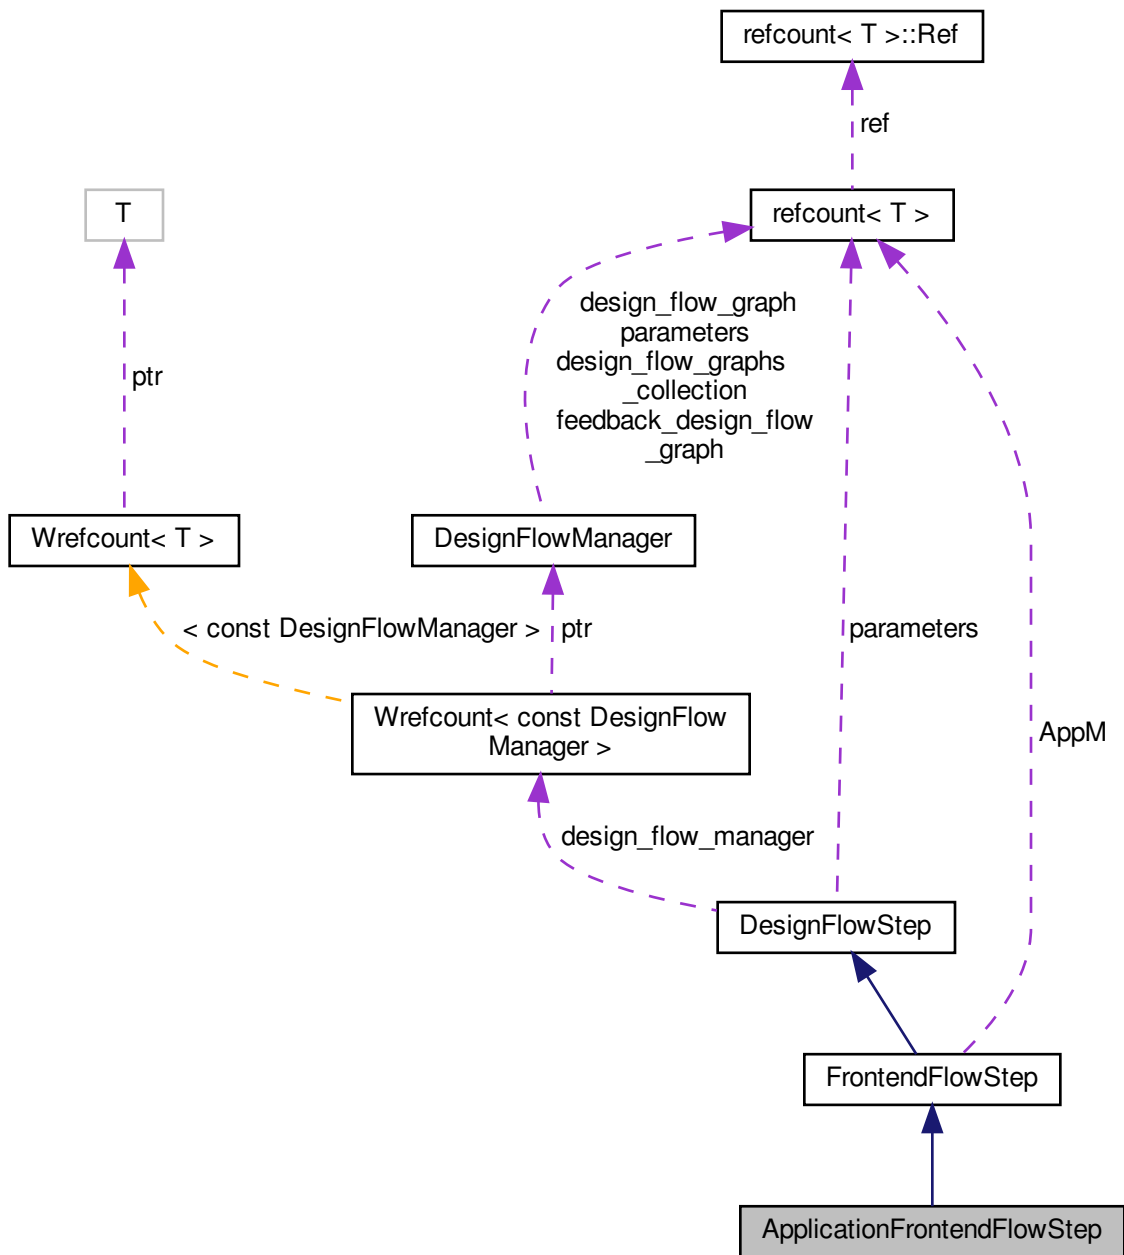 refcount< T >::Ref
ref
T
refcount< T >
design_flow_graph
parameters
design_flow_graphs
_collection
feedback_design_flow
_graph
ptr
Wrefcount< T >
DesignFlowManager
< const DesignFlowManager >
ptr
parameters
Wrefcount< const DesignFlow
Manager >
AppM
design_flow_manager
DesignFlowStep
FrontendFlowStep
ApplicationFrontendFlowStep